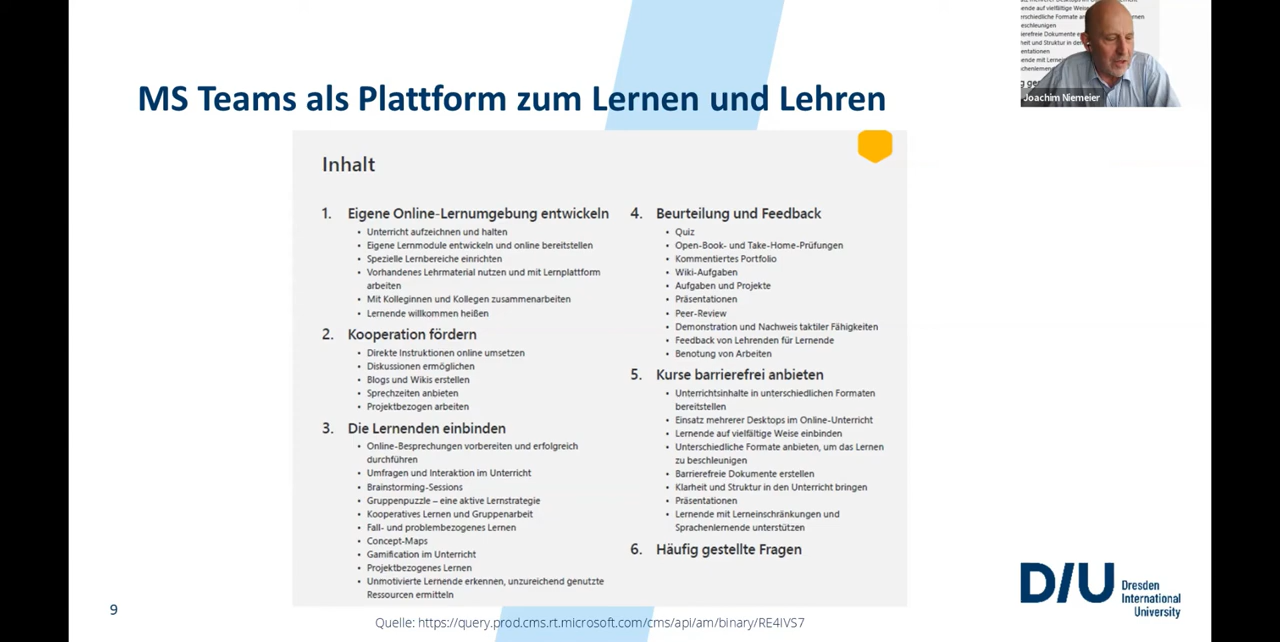 MS Teams als Plattform zum Lernen und Lehren
Inhalt
1. Eigene Online-Lernumgebung entwickeln
• Unterricht aufzeichnen und halten
• Eigene Lernmodule entwickeln und online bereitstellen
• Spezielle Lernbereiche einrichten
• Vorhandenes Lehrmaterial nutzen und mit Lernplattform
arbeiten
• Mit Kolleginnen und Kollegen zusammenarbeiten
• Lernende willkommen heißen
2. Kooperation fördern
• Direkte Instruktionen online umsetzen
• Diskussionen ermöglichen
• Blogs und Wikis erstellen
• Sprechzeiten anbieten
• Projektbezogen arbeiten
3. Die Lernenden einbinden
• Online-Besprechungen vorbereiten und erfolgreich
durchführen
• Umfragen und Interaktion im Unterricht
• Brainstorming-Sessions
• Gruppenpuzzle – eine aktive Lernstrategie
• Kooperatives Lernen und Gruppenarbeit
• Fall- und problembezogenes Lernen
• Concept-Maps
• Gamification im Unterricht
• Projektbezogenes Lernen
• Unmotivierte Lernende erkennen, unzureichend genutzte
Ressourcen ermitteln
4. Beurteilung und Feedback
• Quiz
• Open-Book- und Take-Home-Prüfungen
• Kommentiertes Portfolio
• Wiki-Aufgaben
• Aufgaben und Projekte
• Präsentationen
• Peer-Review
• Demonstration und Nachweis taktiler Fähigkeiten
• Feedback von Lehrenden für Lernende
• Benotung von Arbeiten
5. Kurse barrierefrei anbieten
• Unterrichtsinhalte in unterschiedlichen Formaten
bereitstellen
• Einsatz mehrerer Desktops im Online-Unterricht
• Lernende auf vielfältige Weise einbinden
• Unterschiedliche Formate anbieten, um das Lernen
zu beschleunigen
• Barrierefreie Dokumente erstellen
• Klarheit und Struktur in den Unterricht bringen
• Präsentationen
• Lernende mit Lerneinschränkungen und
Sprachenlernende unterstützen
6. Häufig gestellte Fragen
Quelle: https://query.prod.cms.rt.microsoft.com/cms/api/am/binary/RE4IVS7
9
Joachim Niemeier
D/U Dresden
International
University